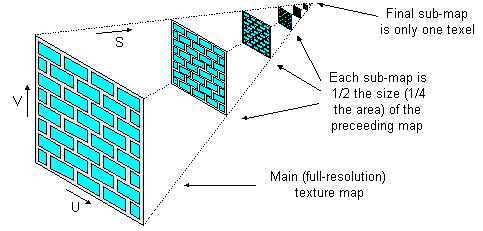 Final sub-map
is only one texel
S
Each sub-map is
1/2 the size (1/4
the area) of the
preceeding map
V
Main (full-resolution)
texture map
U